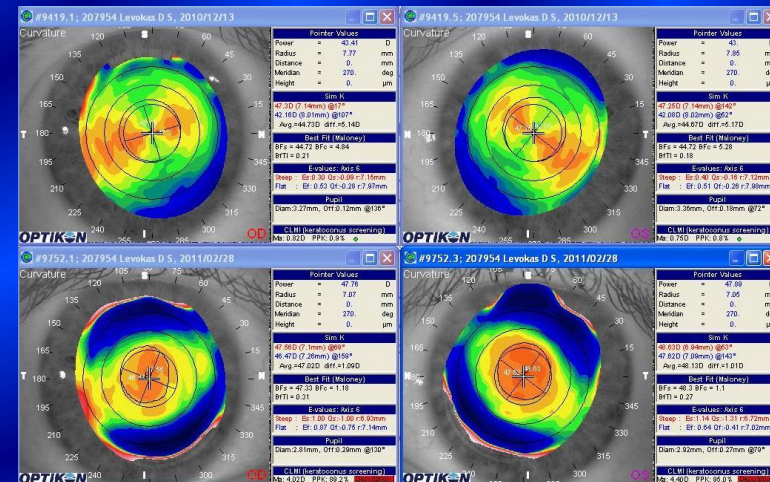 #9419.1; 207954 Levokas D S, 2010/12/13
Curvature
OPTIKON
OD
Pointer Values
Power = 43.41 D
Radius = 7.77 mm
Distance = 0. mm
Meridian = 270. deg
Height = 0. µm
Sim K
47.3D (7.14mm) @17°
42.16D (8.01mm) @107°
Avg.=44.73D diff.=5.14D
Best Fit (Maloney)
BFs = 44.72 BFc = 4.84
BfTI = 0.21
E-values: Axis 6
Steep : Es:0.30 Qs:-0.09 r:7.15mm
Flat : Ef: 0.53 Qf:-0.28 r:7.97mm
Pupil
Diam:3.27mm, Off:0.12mm @136°
CLMI (keratoconus screening)
Ma: 0.82D PPK: 0.9%
#9419.5; 207954 Levokas D S, 2010/12/13
Curvature
OPTIKON
OS
Pointer Values
Power = 43.
Radius = 7.85 mm
Distance = 0. mm
Meridian = 270.
Height = 0. µm
Sim K
47.25D (7.14mm) @142°
42.08D (8.02mm) @52°
Avg.=44.67D diff.=5.17D
Best Fit (Maloney)
BFs = 44.72 BFc = 5.28
BfTI = 0.18
E-values: Axis 6
Steep : Es:0.40 Qs:-0.16 r:7.12mm
Flat : Ef: 0.51 Qf:-0.26 r:7.98mm
Pupil
Diam:3.36mm, Off:0.18mm @72°
CLMI (keratoconus screening)
Ma: 0.76D PPK: 0.8%
#9752.1; 207954 Levokas D S, 2011/02/28
Curvature
OPTIKON
OD
Pointer Values
Power = 47.76 D
Radius = 7.07 mm
Distance = 0. mm
Meridian = 270. deg
Height = 0. µm
Sim K
47.56D (7.1mm) @69°
46.47D (7.26mm) @159°
Avg.=47.02D diff.=1.09D
Best Fit (Maloney)
BFs = 47.33 BFc = 1.18
BfTI = 0.31
E-values: Axis 6
Steep : Es:1.00 Qs:-1.00 r:6.93mm
Flat : Ef: 0.87 Qf:-0.75 r:7.14mm
Pupil
Diam:2.81mm, Off:0.29mm @130°
CLMI (keratoconus screening)
Ma: 4.02D PPK: 89.2%
#9752.3; 207954 Levokas D S, 2011/02/28
Curvature
OPTIKON
OS
Pointer Values
Power = 47.89 D
Radius = 7.05 mm
Distance = 0. mm
Meridian = 270. deg
Height = 0. µm
Sim K
48.63D (6.94mm) @53°
47.62D (7.09mm) @143°
Avg.=48.13D diff.=1.01D
Best Fit (Maloney)
BFs = 48.3 BFc = 1.1
BfTI = 0.27
E-values: Axis 6
Steep : Es:1.14 Qs:-1.31 r:6.72mm
Flat : Ef: 0.64 Qf:-0.41 r:7.02mm
Pupil
Diam:2.92mm, Off:0.27mm @79°
CLMI (keratoconus screening)
Ma: 4.40D PPK: 95.0%